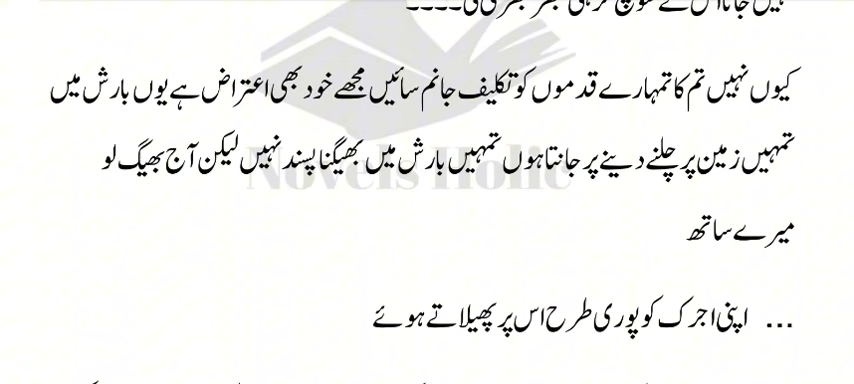 کیوں نہیں تم کا تمہارے قدموں کو تکلیف جانم سائیں مجھے خود بھی اعتراض ہے یوں بارش میں
تمہیں زمین پر چلنے دینے پر جانتا ہوں تمہیں بارش میں بھیگنا پسند نہیں لیکن آج بھیگ لو
Novels Holic
میرے ساتھ
... اپنی اجرک کو پوری طرح اس پر پھیلاتے ہوئے